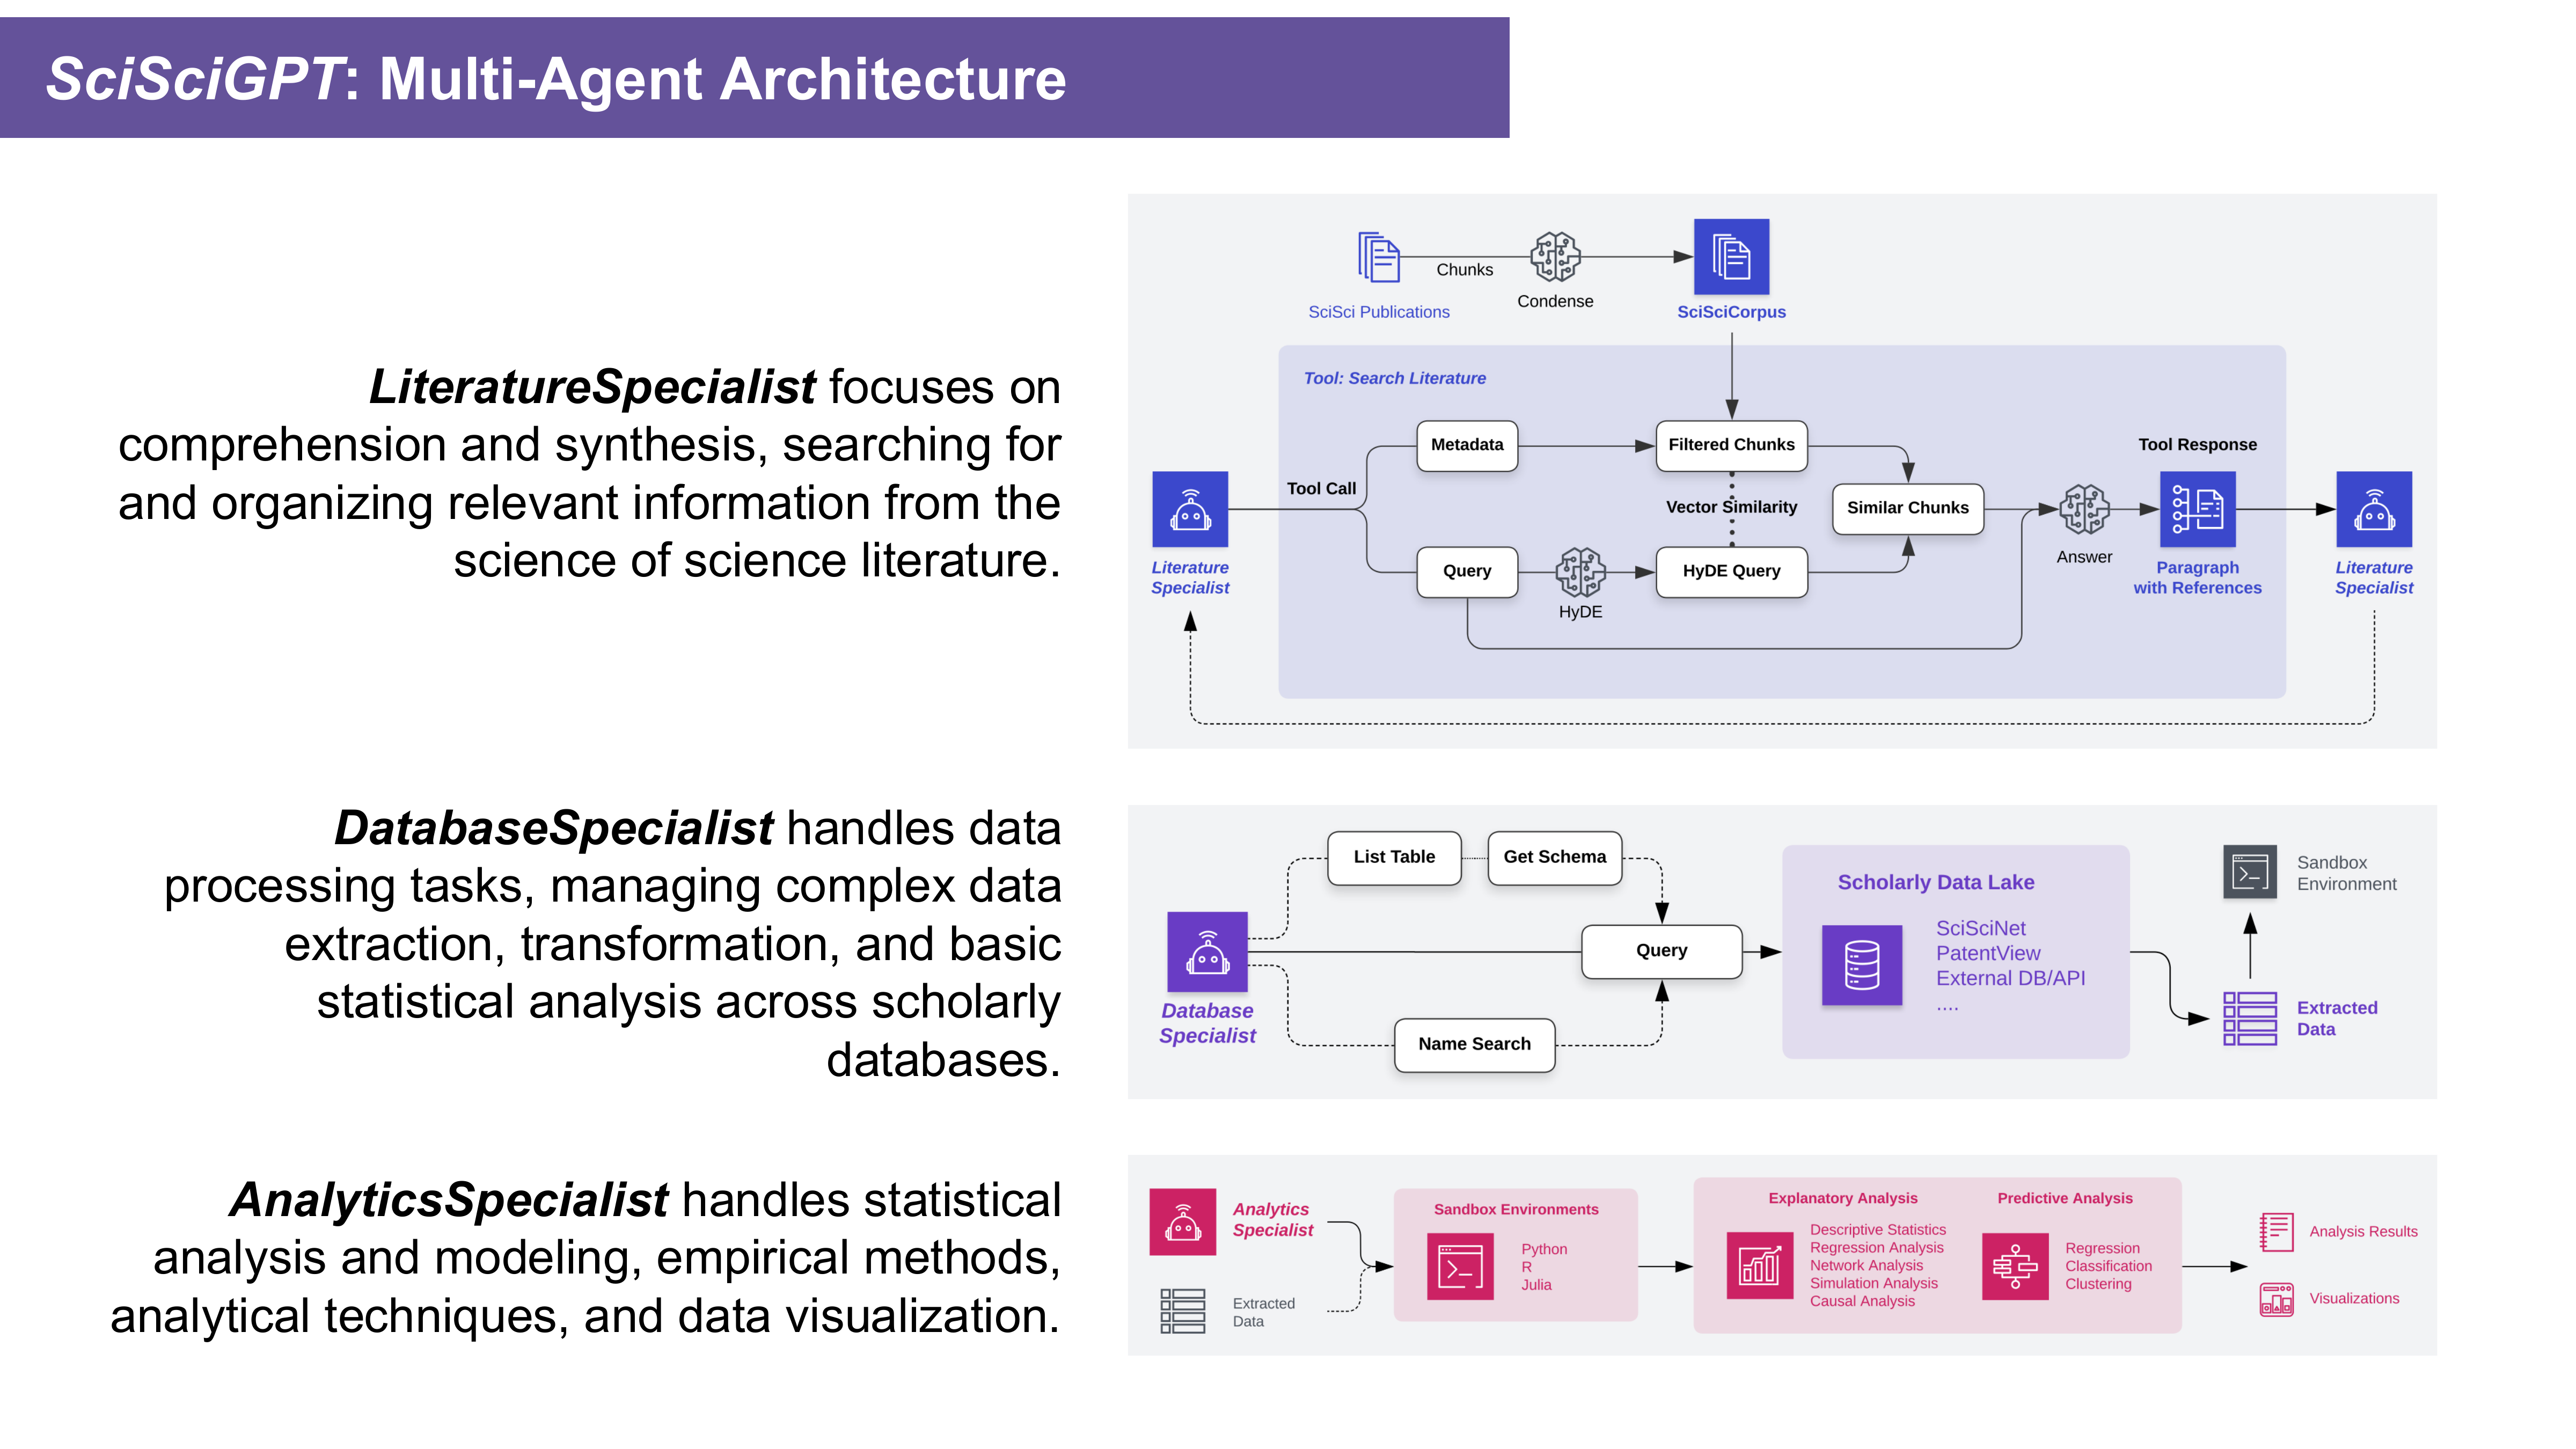 SciSciGPT: Multi-Agent Architecture
LiteratureSpecialist focuses on
comprehension and synthesis, searching for
and organizing relevant information from the
science of science literature.
SciSci Publications
Chunks
Condense
SciSciCorpus
Tool: Search Literature
Literature
Specialist
Tool Call
Metadata
Filtered Chunks
Vector Similarity
Query
HyDE
HyDE Query
Similar Chunks
Answer
Tool Response
Paragraph
with References
Literature
Specialist
DatabaseSpecialist handles data
processing tasks, managing complex data
extraction, transformation, and basic
statistical analysis across scholarly
databases.
Database
Specialist
List Table
Get Schema
Query
Name Search
Scholarly Data Lake
SciSciNet
PatentView
External DB/API
....
Sandbox
Environment
Extracted
Data
AnalyticsSpecialist handles statistical
analysis and modeling, empirical methods,
analytical techniques, and data visualization.
Analytics
Specialist
Extracted
Data
Sandbox Environments
Python
R
Julia
Explanatory Analysis
Descriptive Statistics
Regression Analysis
Network Analysis
Simulation Analysis
Causal Analysis
Predictive Analysis
Regression
Classification
Clustering
Analysis Results
Visualizations